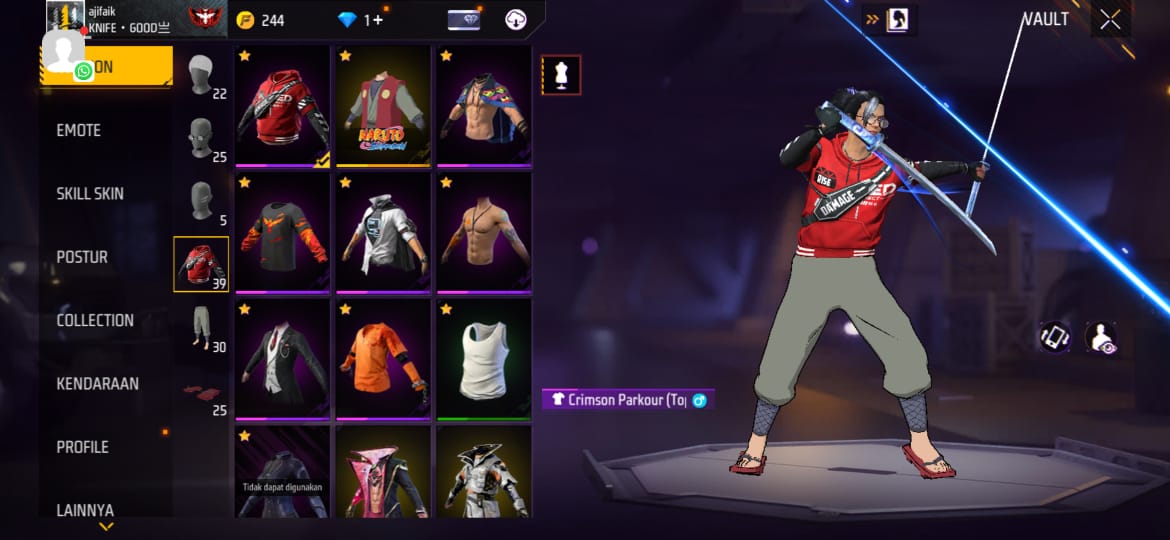 ajifaik
KNIFE • GOOD
244
1+
VAULT
ON
22
EMOTE
25
SKILL SKIN
5
POSTUR
39
COLLECTION
30
KENDARAAN
25
PROFILE
LAINNYA
NARUTO
Tidak dapat digunakan
RISE
DAMAGE
Crimson Parkour (To